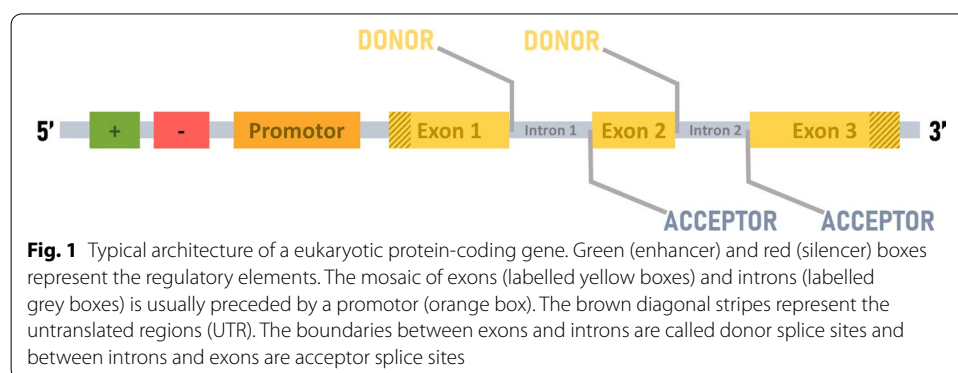 DONOR DONOR
5' + - Promotor Exon 1 Intron 1 Exon 2 Intron 2 Exon 3 3'
ACCEPTOR ACCEPTOR
Fig. 1 Typical architecture of a eukaryotic protein-coding gene. Green (enhancer) and red (silencer) boxes
represent the regulatory elements. The mosaic of exons (labelled yellow boxes) and introns (labelled
grey boxes) is usually preceded by a promotor (orange box). The brown diagonal stripes represent the
untranslated regions (UTR). The boundaries between exons and introns are called donor splice sites and
between introns and exons are acceptor splice sites